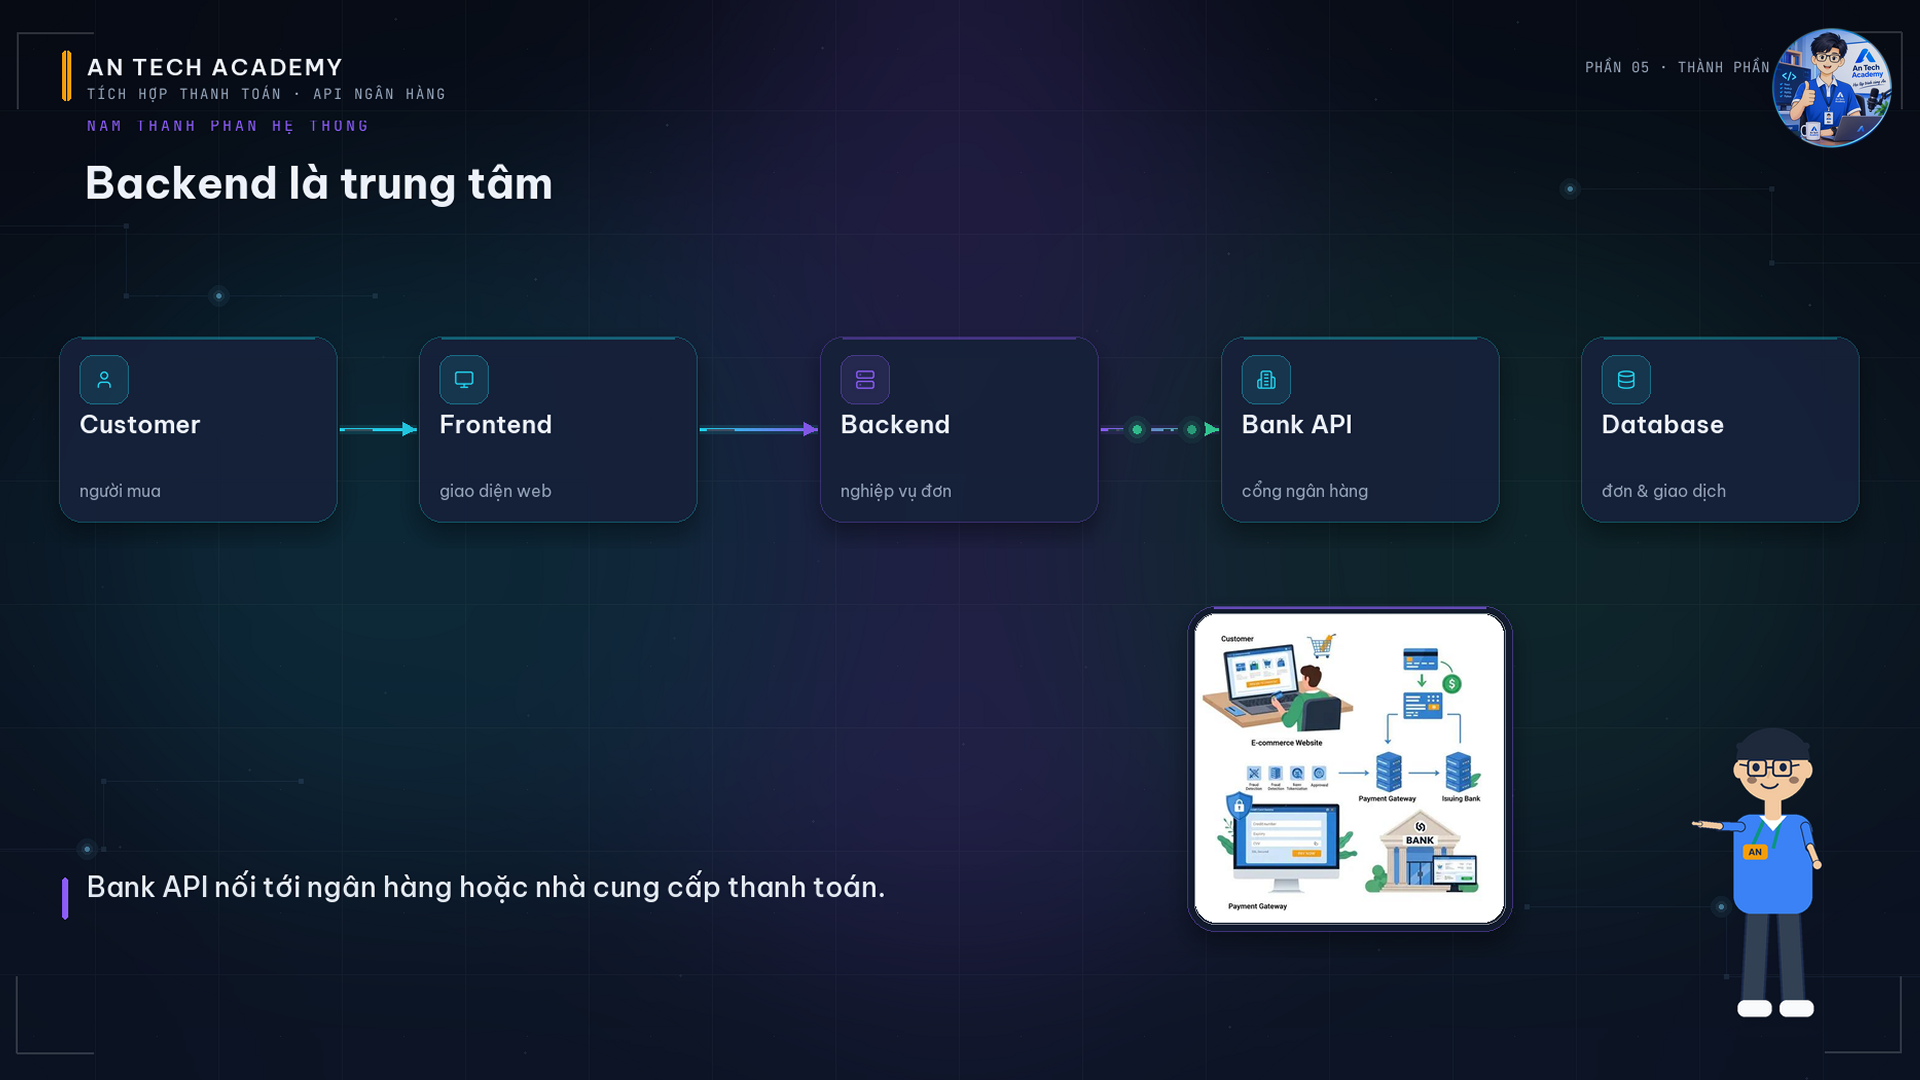 AN TECH ACADEMY
TÍCH HỢP THANH TOÁN · API NGÂN HÀNG
NĂM THÀNH PHẦN HỆ THỐNG
PHẦN 05 · THÀNH PHẦN
An Tech
Academy
Backend là trung tâm
Customer
người mua
Frontend
giao diện web
Backend
nghiệp vụ đơn
Bank API
cổng ngân hàng
Database
đơn & giao dịch
Customer
E-commerce Website
Payment Gateway
Issuing Bank
BANK
Payment Gateway
AN
Bank API nối tới ngân hàng hoặc nhà cung cấp thanh toán.